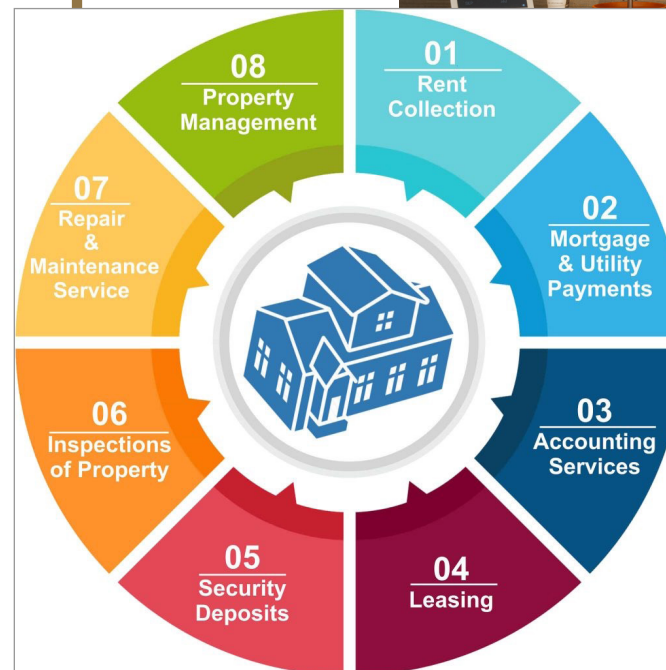 01
Rent
Collection
02
Mortgage
& Utility
Payments
03
Accounting
Services
04
Leasing
05
Security
Deposits
06
Inspections
of Property
07
Repair
&
Maintenance
Service
08
Property
Management